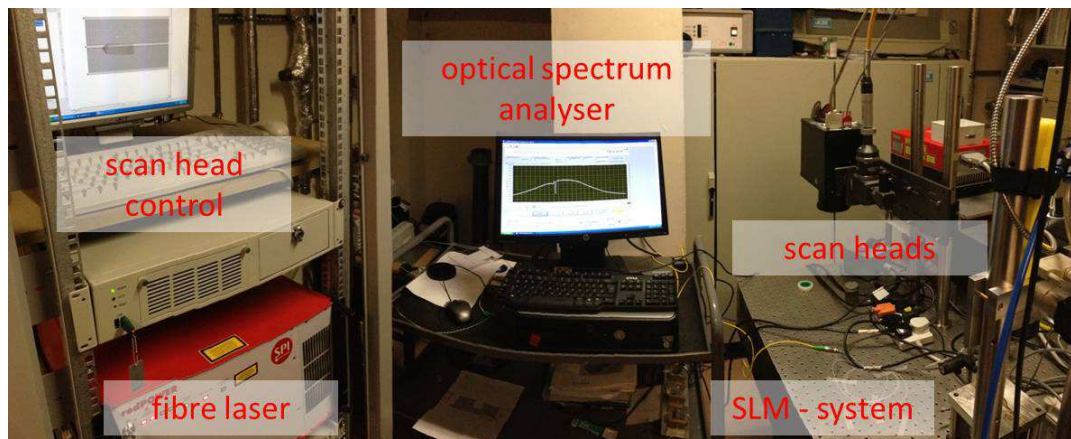 optical spectrum
analyser
scan head
control
scan heads
SPI
redPOWER
fibre laser
SLM - system